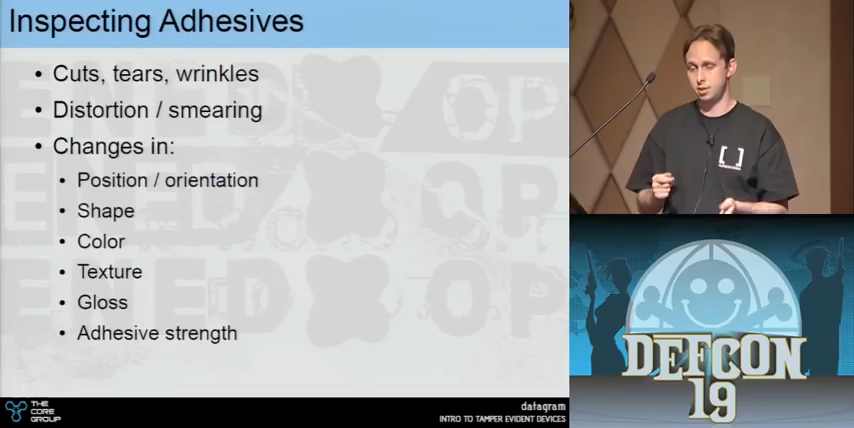 Inspecting Adhesives
• Cuts, tears, wrinkles
• Distortion / smearing
• Changes in:
• Position / orientation
• Shape
• Color
• Texture
• Gloss
• Adhesive strength
THE
CORE
GROUP
datagram
INTRO TO TAMPER EVIDENT DEVICES
[ ]
DEFCON
19